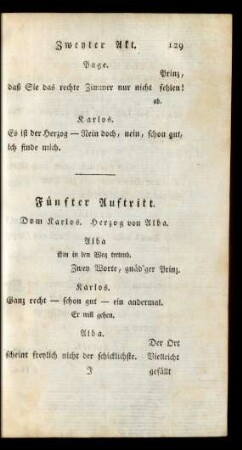 Zweyter Akt. 129
Page.
Prinz,
daß Sie das rechte Zimmer nur nicht fehlen!
ab.
Karlos.
Es ist der Herzog — Nein doch, nein, schon gut,
Ich finde mich.
Fünfter Auftritt.
Dom Karlos. Herzog von Alba.
Alba
ihm in den Weg tretend.
Zwey Worte, gnäd'ger Prinz.
Karlos.
Ganz recht — schon gut — ein andermal.
Er will gehen.
Alba.
Der Ort
scheint freylich nicht der schicklichste. Vielleicht
J gefällt